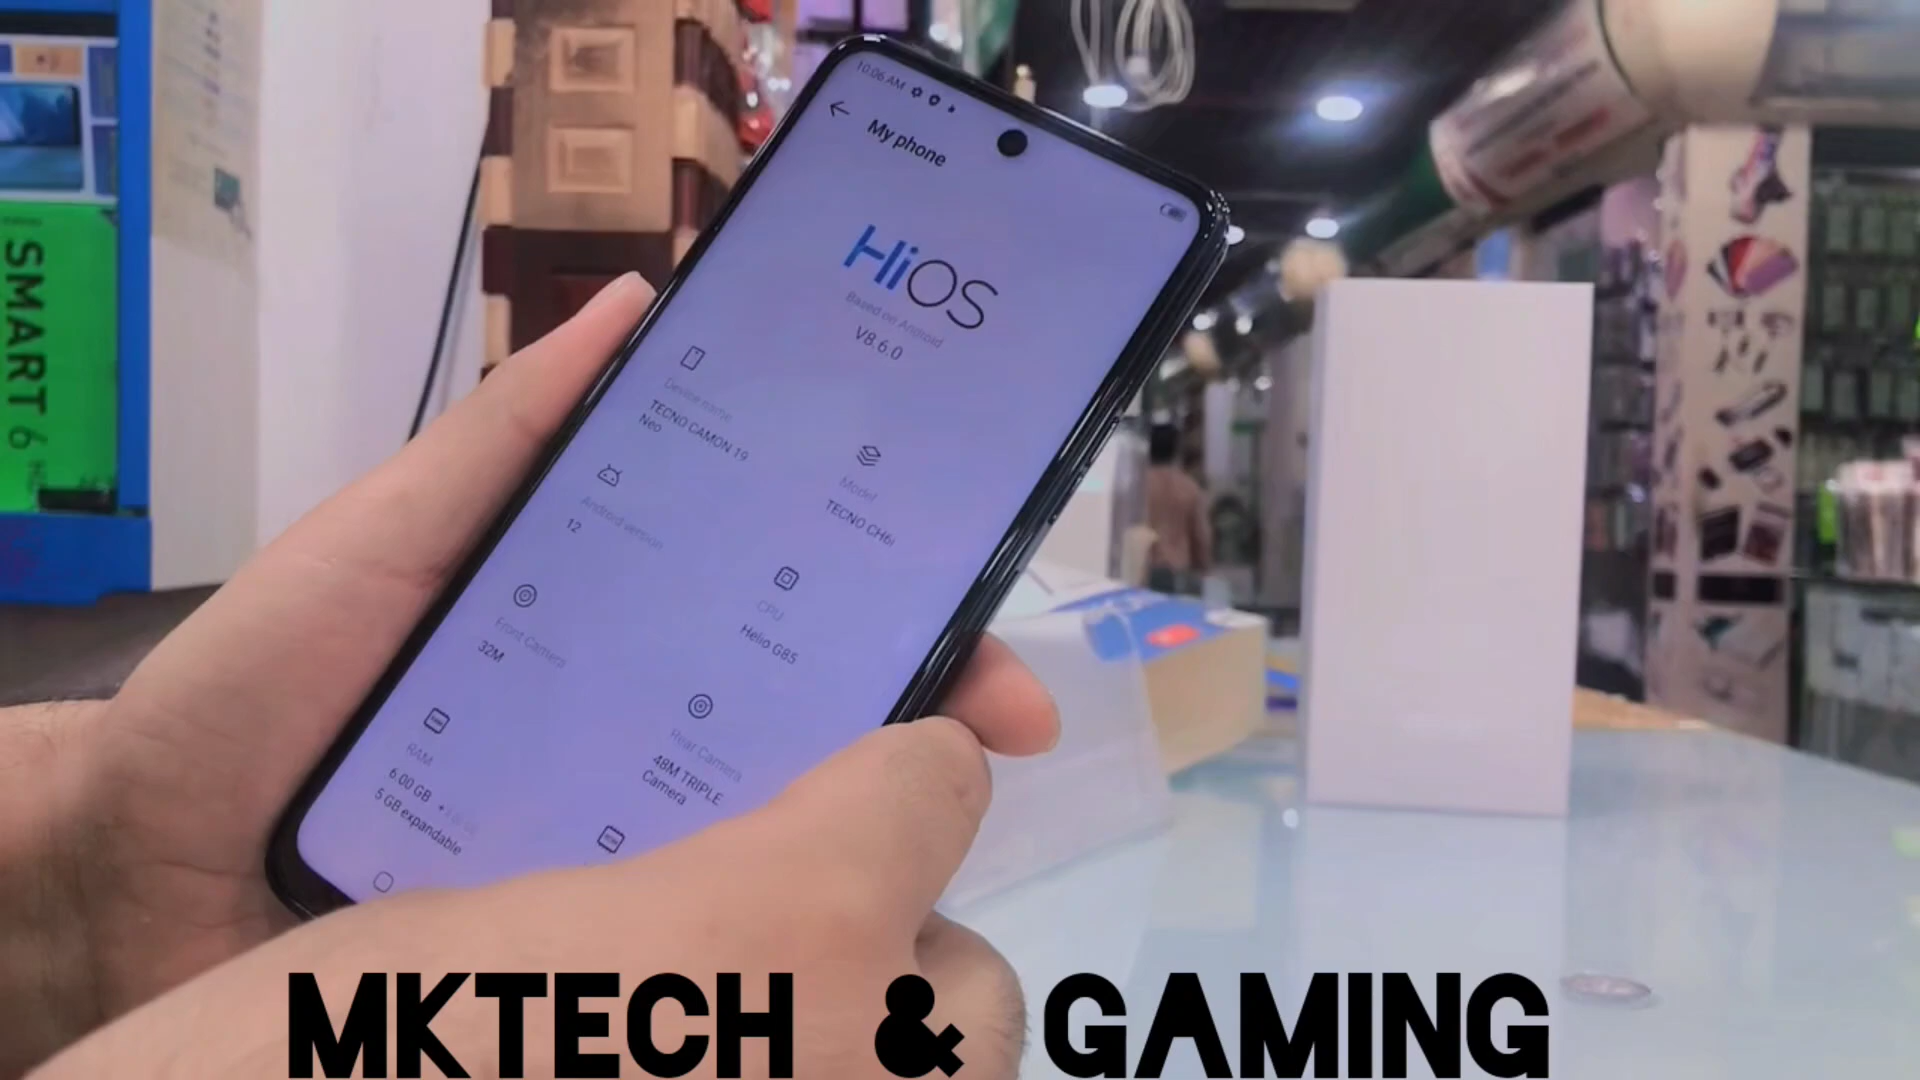 10:06 AM
My phone
HiOS
Based on Android
V8.6.0
Device name
TECNO CAMON 19
Neo
Model
TECNO CH6i
Android version
12
CPU
Helio G85
Front Camera
32M
Rear Camera
48M TRIPLE
Camera
RAM
6.00 GB
5 GB expandable
SMART 6
MKTECH & GAMING